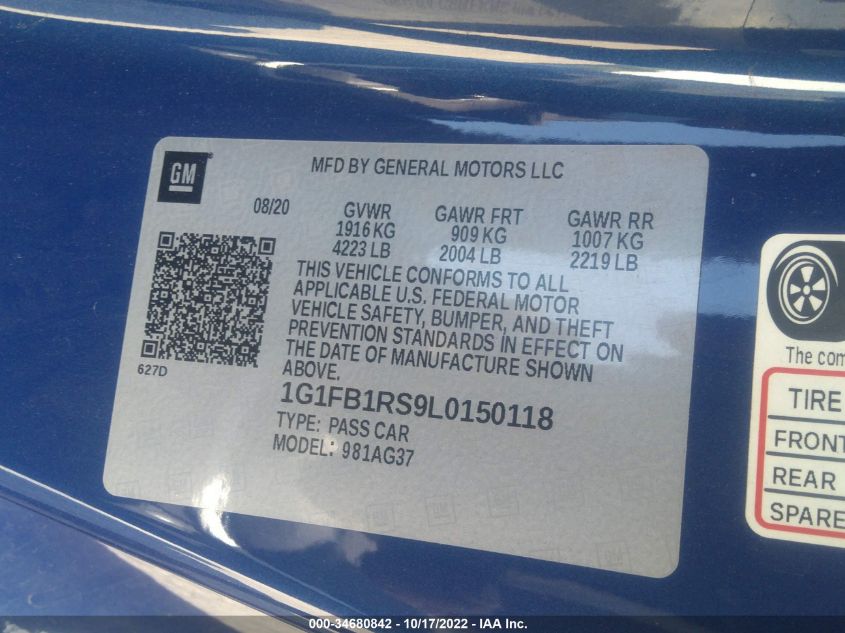 GM
MFD BY GENERAL MOTORS LLC
08/20
GVWR
1916 KG
4223 LB
GAWR FRT
909 KG
2004 LB
GAWR RR
1007 KG
2219 LB
THIS VEHICLE CONFORMS TO ALL
APPLICABLE U.S. FEDERAL MOTOR
VEHICLE SAFETY, BUMPER, AND THEFT
PREVENTION STANDARDS IN EFFECT ON
THE DATE OF MANUFACTURE SHOWN
ABOVE.
627D
1G1FB1RS9L0150118
TYPE: PASS CAR
MODEL: 981AG37
The com
TIRE
FRONT
REAR
SPARE
000-34680842 - 10/17/2022 - IAA Inc.